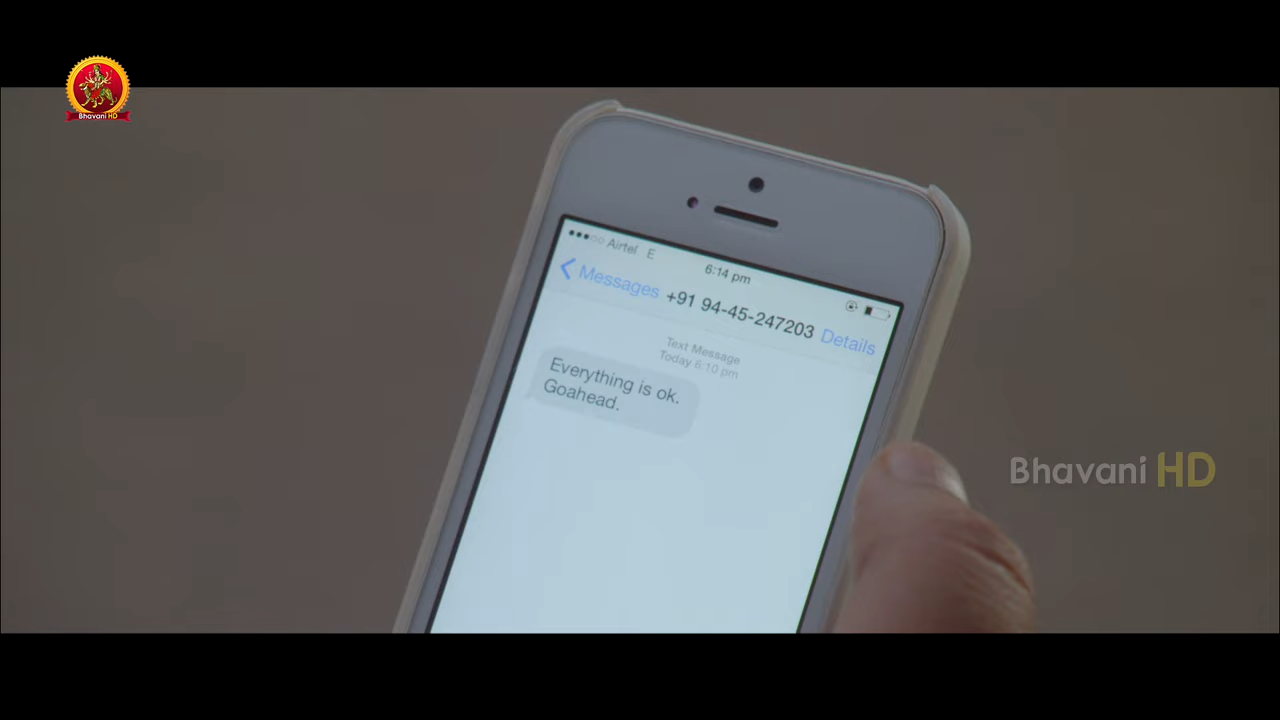 Bhavani HD
Airtel E
6:14 pm
Messages +91 94-45-247203 Details
Text Message
Today 6:10 pm
Everything is ok.
Goahead.
Bhavani HD